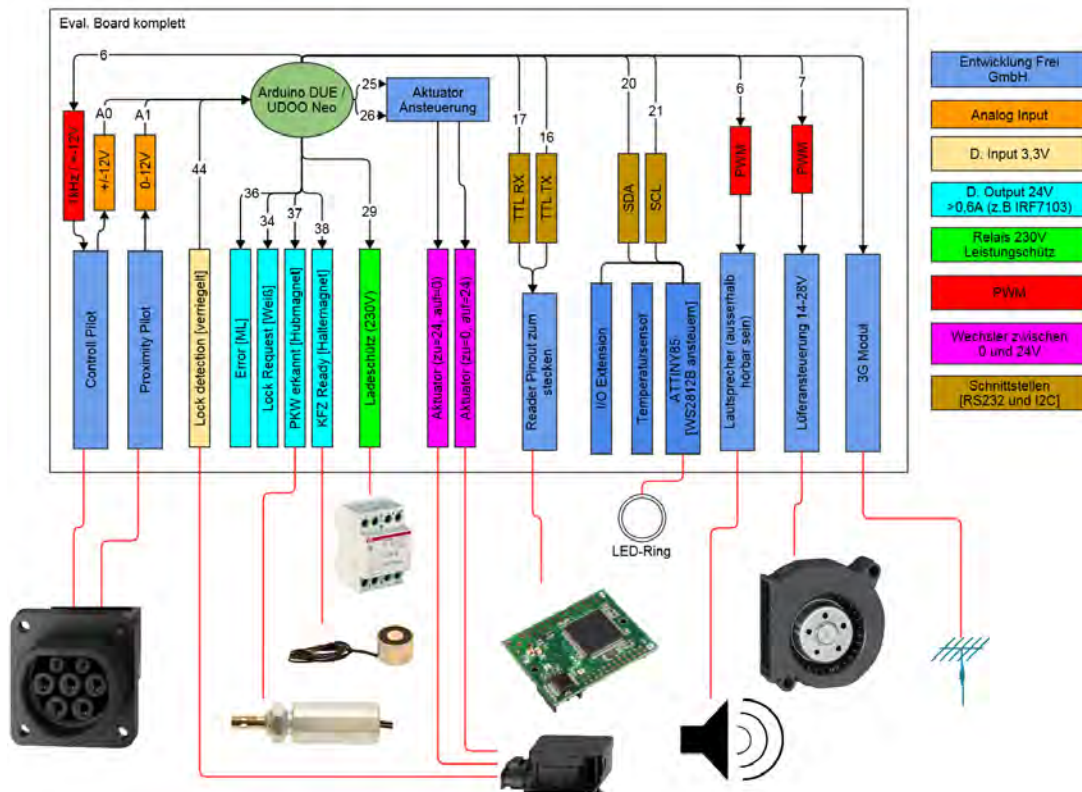 Eval. Board komplett
6
A0
A1
44
Arduino DUE /
UDOO Neo
25
26
Aktuator
Ansteuerung
17
16
20
21
6
7
1kHz / =-12V
+/-12V
0-12V
36
34
37
38
29
TTL RX
TTL TX
SDA
SCL
PWM
PWM
Controll Pilot
Proximity Pilot
Lock detection [verriegelt]
Error [ML]
Lock Request [Weiß]
PKW erkannt [Hubmagnet]
KFZ Ready [Haltemagnet]
Ladeschütz (230V)
Aktuator (zu=24, auf=0)
Aktuator (zu=0, auf=24)
Reader Pinout zum
stecken
I/O Extension
Temperatursensor
ATTINY85
[WS2812B ansteuern]
Lautsprecher (ausserhalb
hörbar sein)
Lüferansteuerung 14-28V
3G Modul
LED-Ring
Entwicklung Frei
GmbH
Analog Input
D. Input 3,3V
D. Output 24V
>0,6A (z.B IRF7103)
Relais 230V
Leistungschütz
PWM
Wechsler zwischen
0 und 24V
Schnittstellen
[RS232 und I2C]